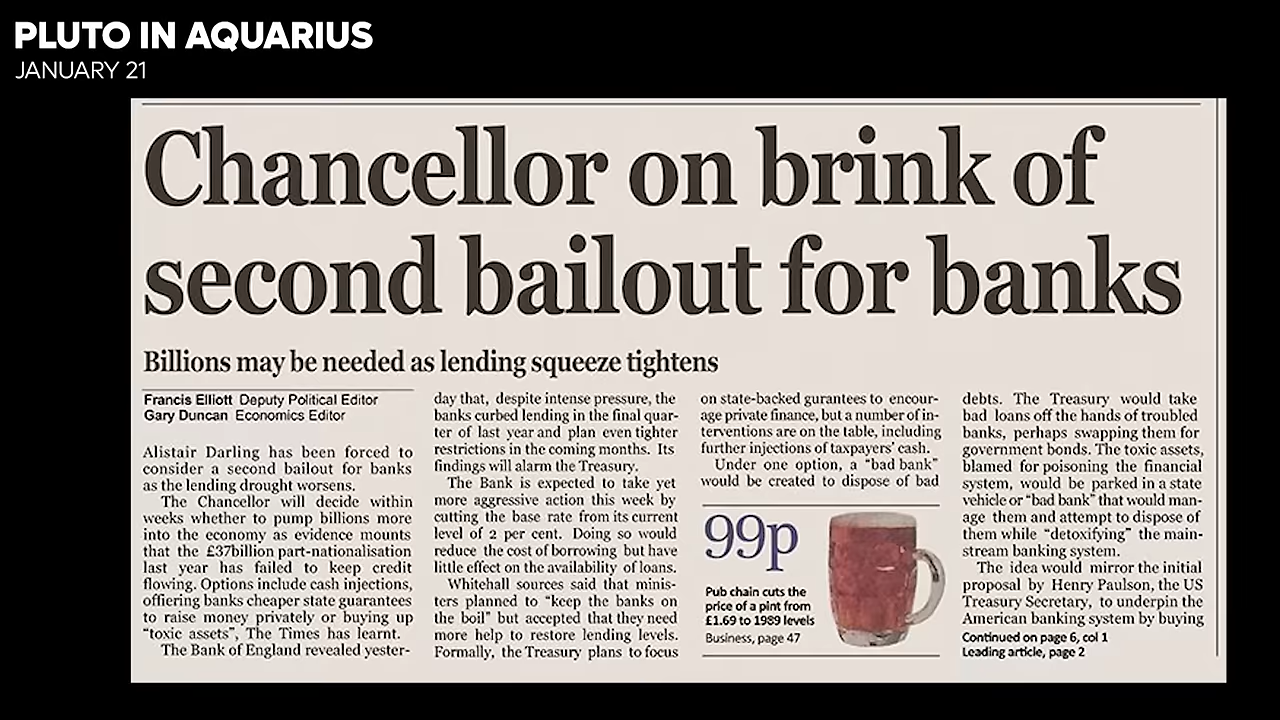 PLUTO IN AQUARIUS
JANUARY 21
Chancellor on brink of
second bailout for banks
Billions may be needed as lending squeeze tightens
Francis Elliott Deputy Political Editor
Gary Duncan Economics Editor
Alistair Darling has been forced to
consider a second bailout for banks
as the lending drought worsens.
The Chancellor will decide within
weeks whether to pump billions more
into the economy as evidence mounts
that the £37billion part-nationalisation
last year has failed to keep credit
flowing. Options include cash injections,
offiering banks cheaper state guarantees
to raise money privately or buying up
“toxic assets”, The Times has learnt.
The Bank of England revealed yester-
day that, despite intense pressure, the
banks curbed lending in the final quar-
ter of last year and plan even tighter
restrictions in the coming months. Its
findings will alarm the Treasury.
The Bank is expected to take yet
more aggressive action this week by
cutting the base rate from its current
level of 2 per cent. Doing so would
reduce the cost of borrowing but have
little effect on the availability of loans.
Whitehall sources said that minis-
ters planned to “keep the banks on
the boil” but accepted that they need
more help to restore lending levels.
Formally, the Treasury plans to focus
on state-backed gurantees to encour-
age private finance, but a number of in-
terventions are on the table, including
further injections of taxpayers’ cash.
Under one option, a “bad bank”
would be created to dispose of bad
99p
Pub chain cuts the
price of a pint from
£1.69 to 1989 levels
Business, page 47
debts. The Treasury would take
bad loans off the hands of troubled
banks, perhaps swapping them for
government bonds. The toxic assets,
blamed for poisoning the financial
system, would be parked in a state
vehicle or “bad bank” that would man-
age them and attempt to dispose of
them while “detoxifying” the main-
stream banking system.
The idea would mirror the initial
proposal by Henry Paulson, the US
Treasury Secretary, to underpin the
American banking system by buying
Continued on page 6, col 1
Leading article, page 2